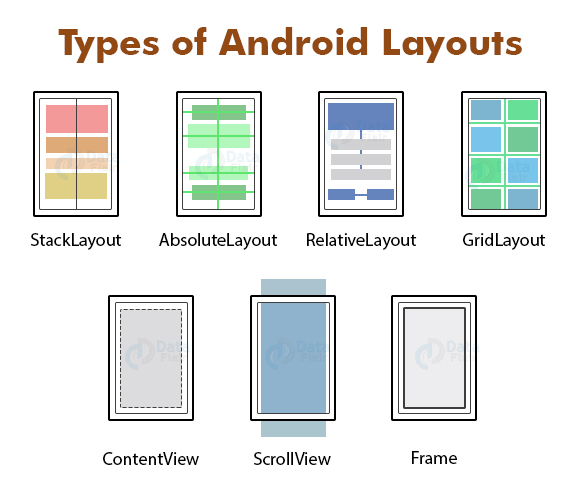 Types of Android Layouts
StackLayout
AbsoluteLayout
RelativeLayout
GridLayout
ContentView
ScrollView
Frame